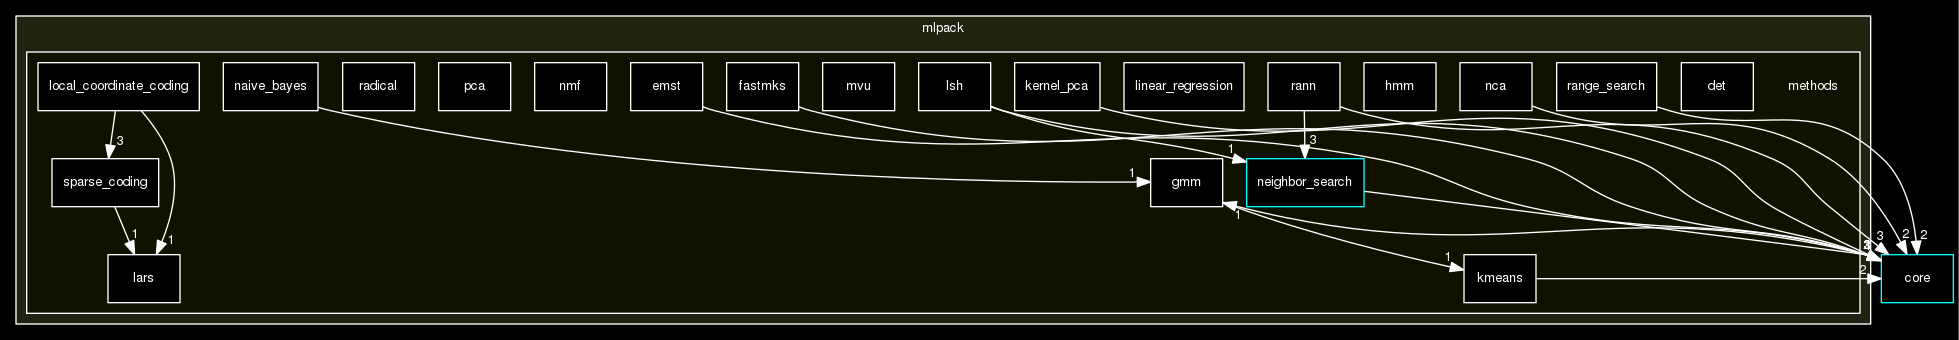 mlpack
local_coordinate_coding naive_bayes radical pca nmf emst fastmks mvu lsh kernel_pca linear_regression rann hmm nca range_search det methods
3 3
1 1
sparse_coding gmm neighbor_search
1 1 1 1 3 2 2
lars kmeans 2 core